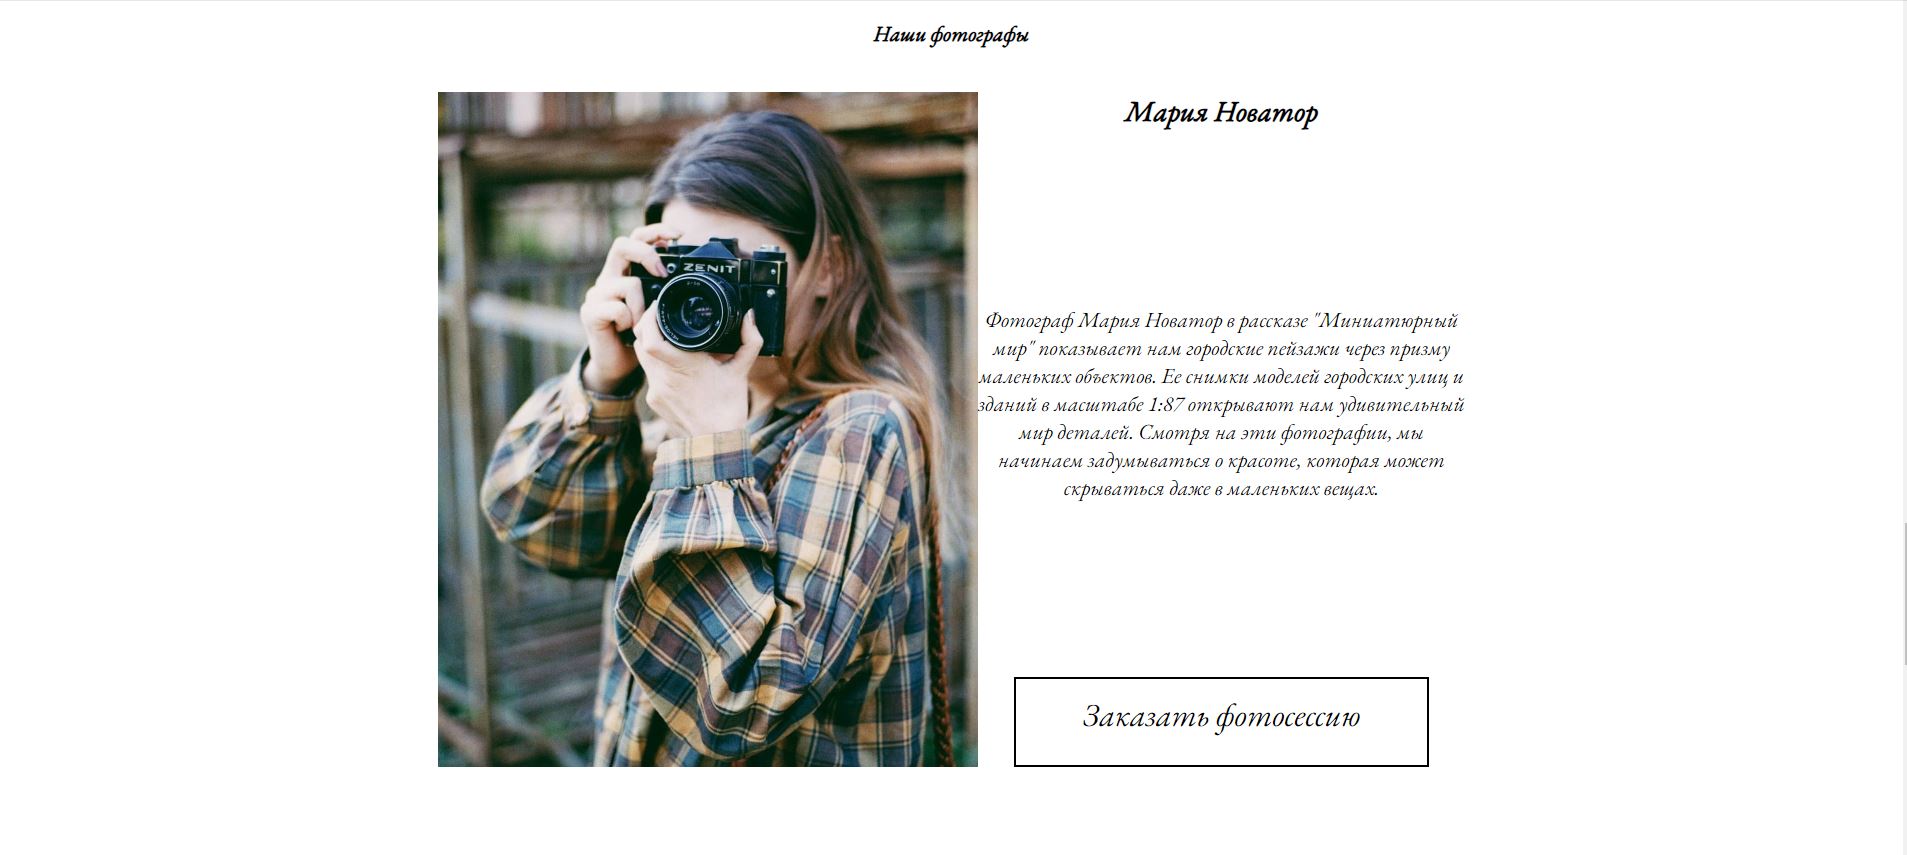 Наши фотографы
ZENIT
Мария Новатор
Фотограф Мария Новатор в рассказе "Миниатюрный
мир" показывает нам городские пейзажи через призму
маленьких объектов. Ее снимки моделей городских улиц и
зданий в масштабе 1:87 открывают нам удивительный
мир деталей. Смотря на эти фотографии, мы
начинаем задумываться о красоте, которая может
скрываться даже в маленьких вещах.
Заказать фотосессию